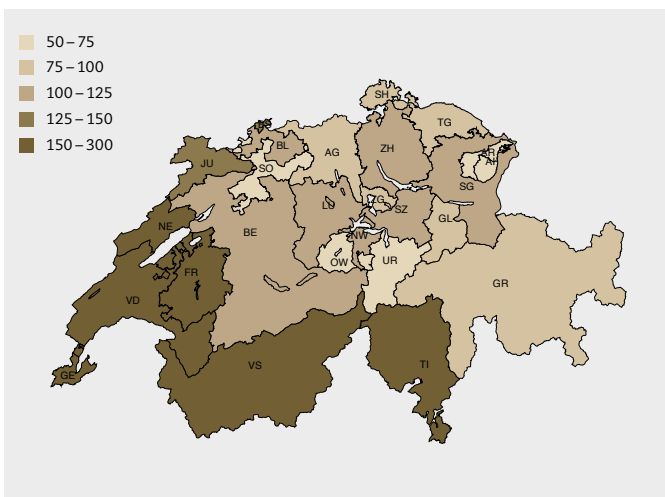 50 – 75
75 – 100
100 – 125
125 – 150
150 – 300
SH
TG
BL
AG
ZH
AR
AI
JU
SO
SG
LU
ZG
SZ
GL
NE
BE
NW
OW
UR
FR
GR
VD
VS
TI
GE